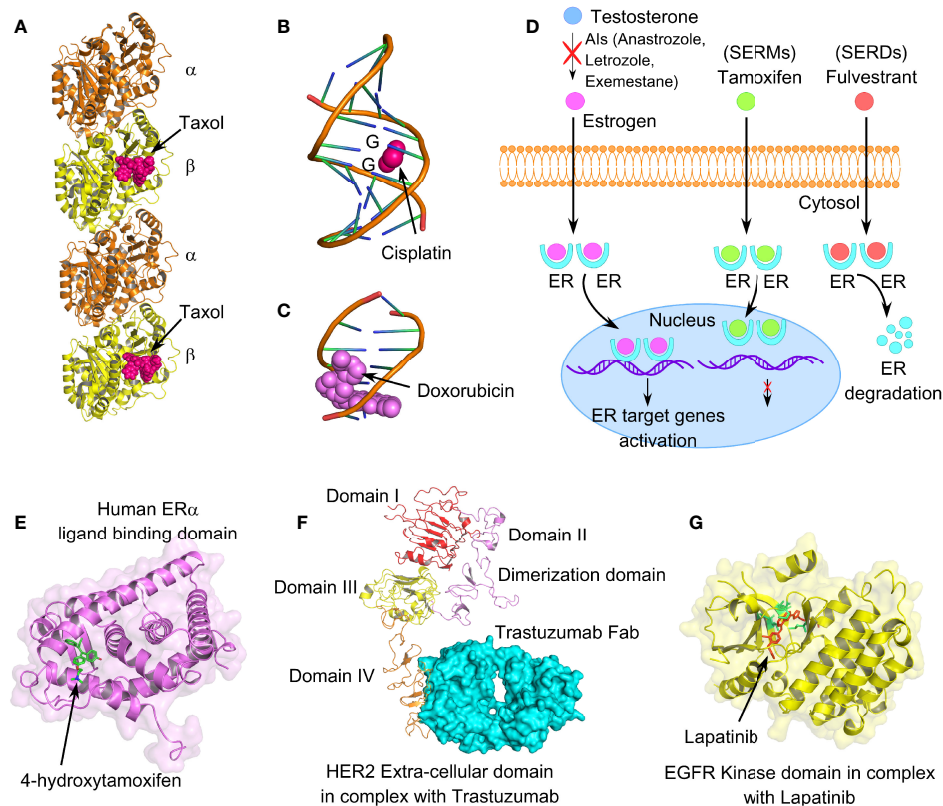 A
α
Taxol
β
α
Taxol
β
B
G
G
Cisplatin
C
Doxorubicin
D
Testosterone
AIs (Anastrozole,
Letrozole,
Exemestane)
Estrogen
(SERMs)
Tamoxifen
(SERDs)
Fulvestrant
Cytosol
ER
ER
ER
ER
ER
ER
Nucleus
ER target genes
activation
ER
degradation
E
Human ERα
ligand binding domain
4-hydroxytamoxifen
F
Domain I
Domain II
Domain III
Dimerization domain
Trastuzumab Fab
Domain IV
HER2 Extra-cellular domain
in complex with Trastuzumab
G
Lapatinib
EGFR Kinase domain in complex
with Lapatinib